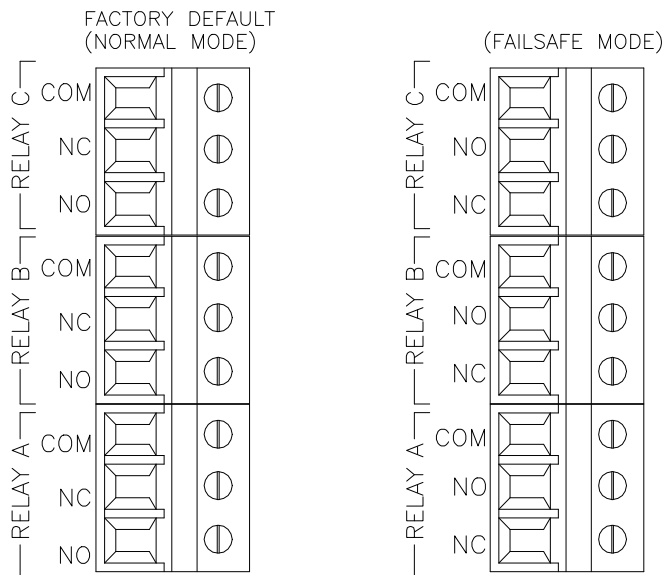 FACTORY DEFAULT
(NORMAL MODE)
RELAY C
COM
NC
NO
RELAY B
COM
NC
NO
RELAY A
COM
NC
NO
(FAILSAFE MODE)
RELAY C
COM
NO
NC
RELAY B
COM
NO
NC
RELAY A
COM
NO
NC